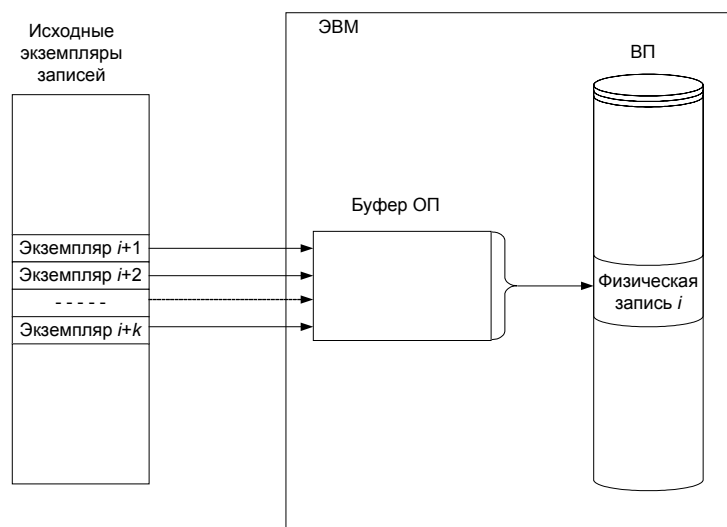 Исходные
экземпляры
записей
ЭВМ
ВП
Буфер ОП
Экземпляр i+1
Экземпляр i+2
- - - - -
Экземпляр i+k
Физическая
запись i